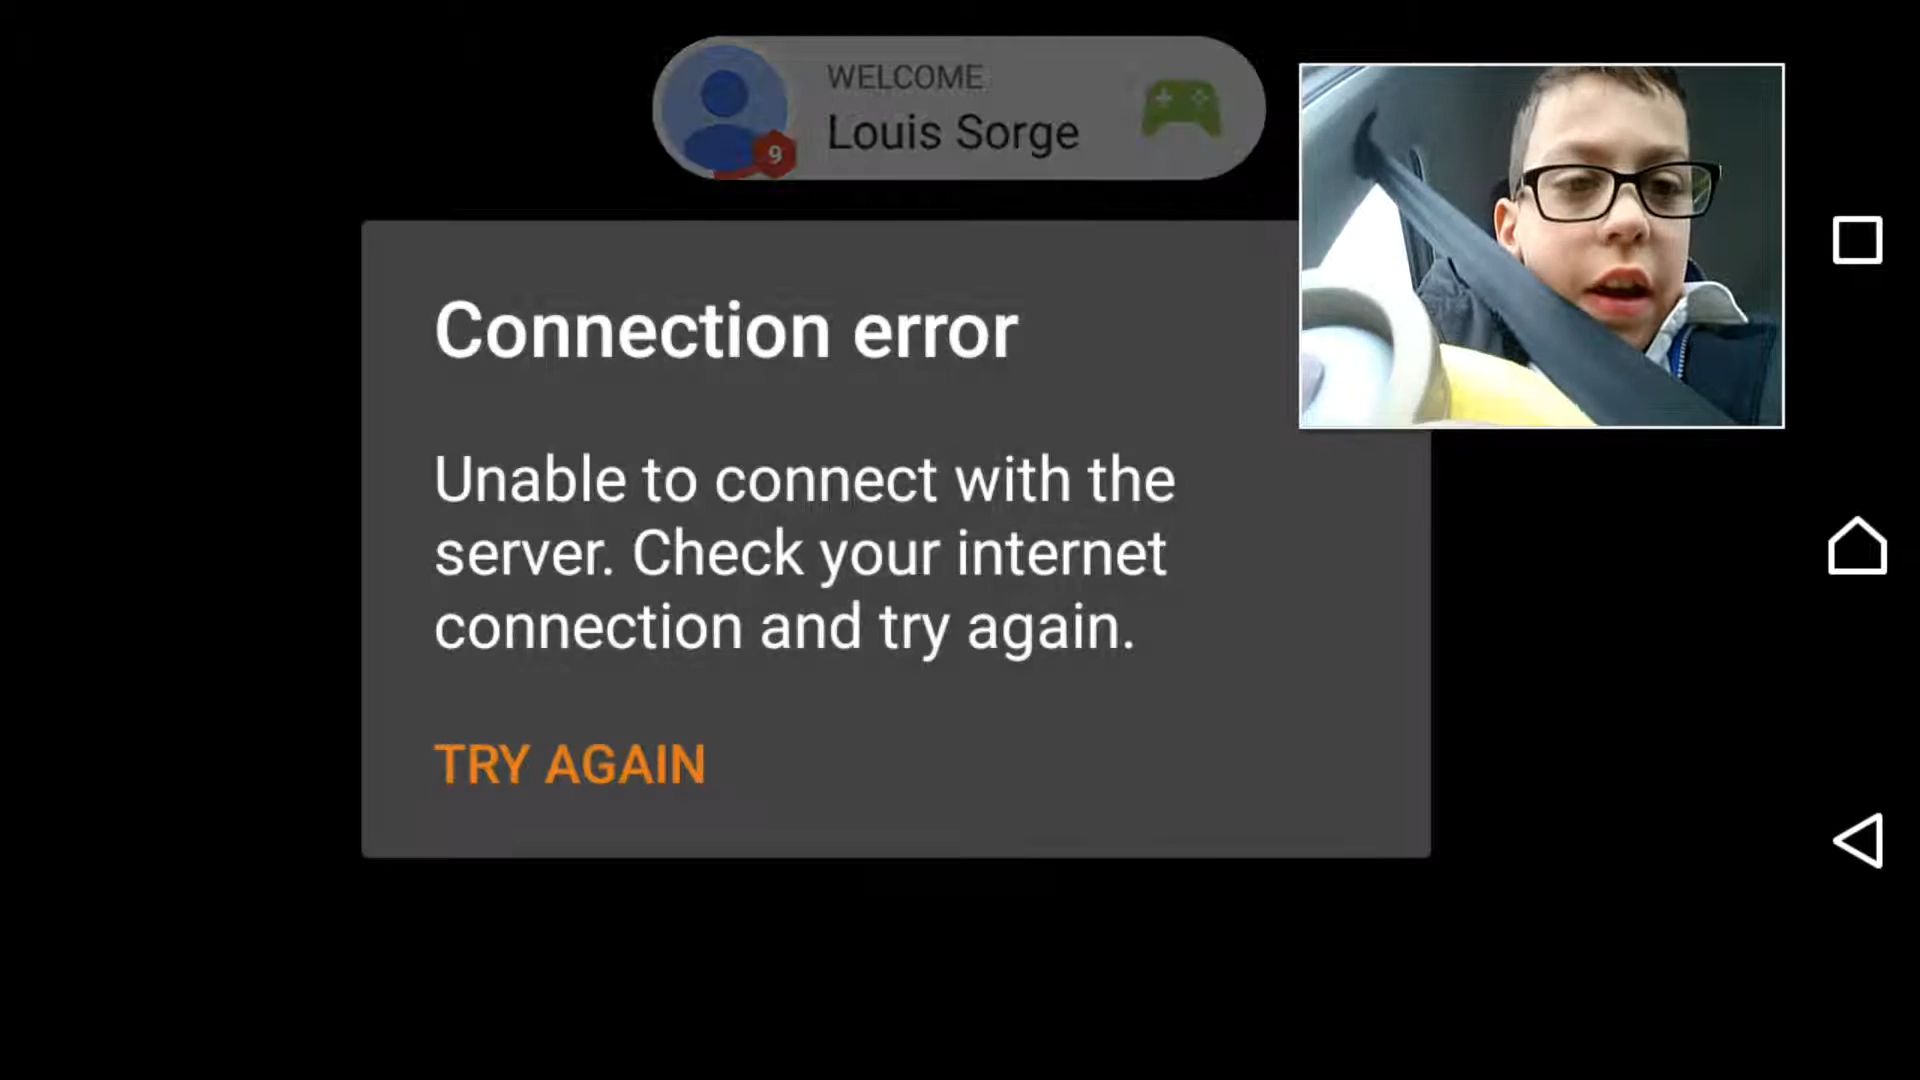 WELCOME
Louis Sorge
9
Connection error
Unable to connect with the
server. Check your internet
connection and try again.
TRY AGAIN